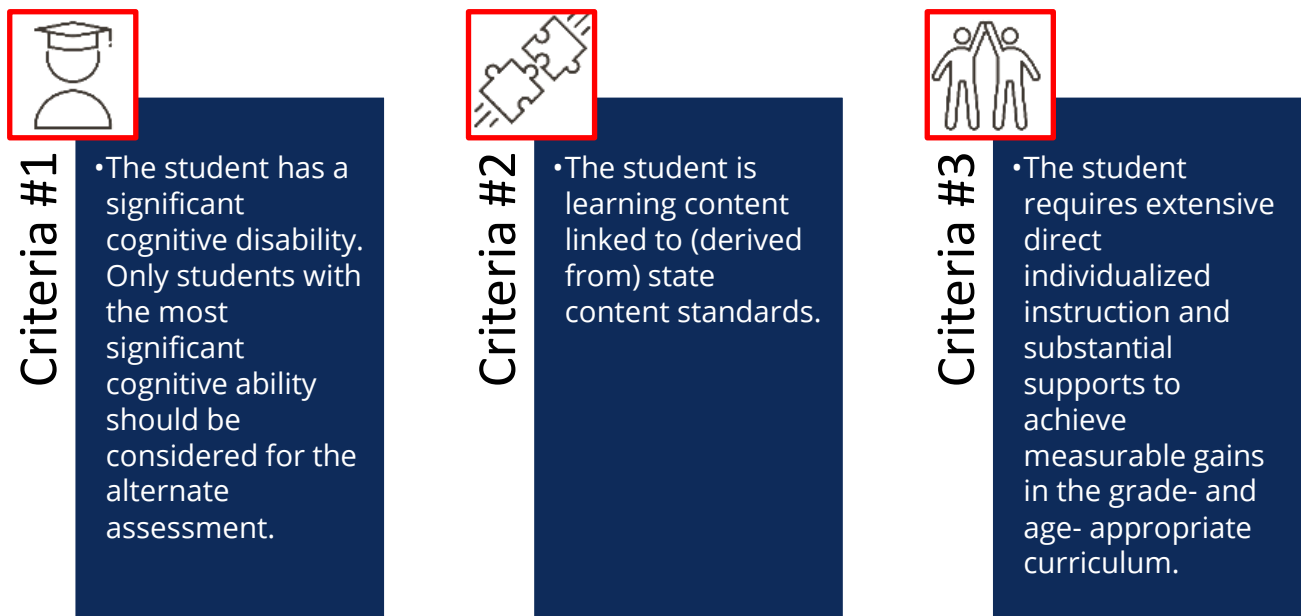 Criteria #1
•The student has a
significant
cognitive disability.
Only students with
the most
significant
cognitive ability
should be
considered for the
alternate
assessment.
Criteria #2
•The student is
learning content
linked to (derived
from) state
content standards.
Criteria #3
•The student
requires extensive
direct
individualized
instruction and
substantial
supports to
achieve
measurable gains
in the grade- and
age- appropriate
curriculum.